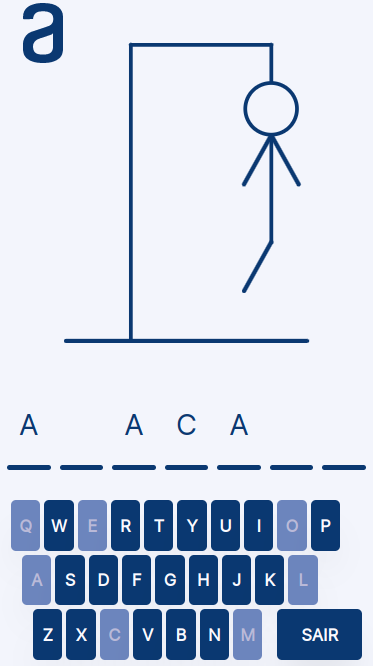 a
A A C A
Q W E R T Y U I O P
A S D F G H J K L
Z X C V B N M SAIR